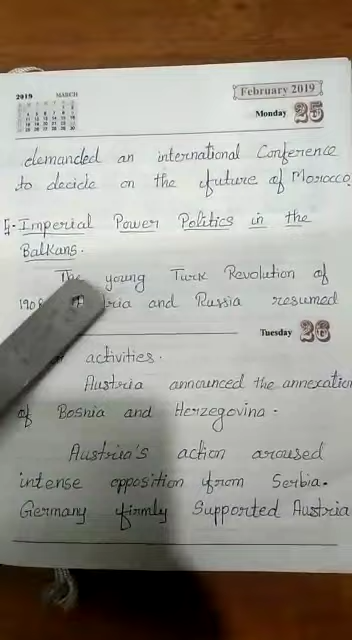 2019 MARCH
February 2019
Monday 25
demanded an international Conference
to decide on the future of Morocco.
Imperial Power Politics in the
Balkans.
The young Turk Revolution of
and Russia resumed
Tuesday 26
activities.
Austria announced the annexation
of Bosnia and Herzegovina.
Austria's action aroused
intense opposition from Serbia.
Germany firmly Supported Austria